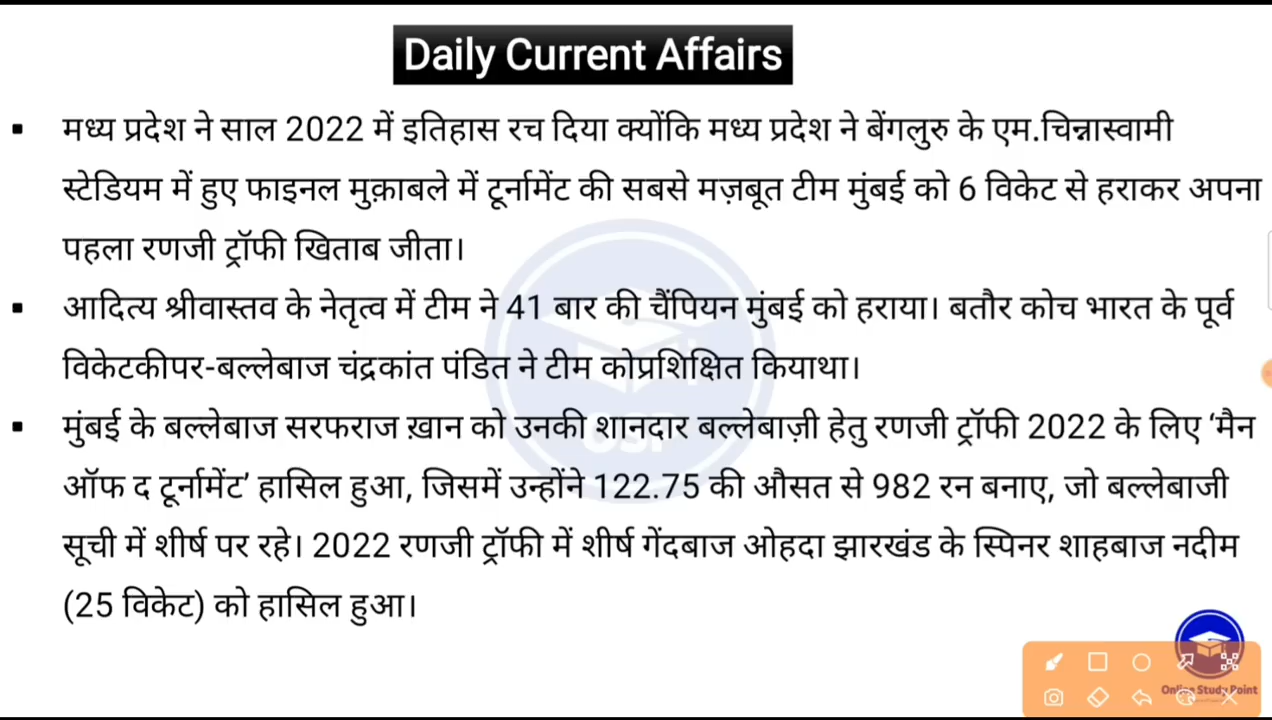 Daily Current Affairs
▪ मध्य प्रदेश ने साल 2022 में इतिहास रच दिया क्योंकि मध्य प्रदेश ने बेंगलुरु के एम.चिन्नास्वामी
स्टेडियम में हुए फाइनल मुक़ाबले में टूर्नामेंट की सबसे मज़बूत टीम मुंबई को 6 विकेट से हराकर अपना
पहला रणजी ट्रॉफी खिताब जीता।
▪ आदित्य श्रीवास्तव के नेतृत्व में टीम ने 41 बार की चैंपियन मुंबई को हराया। बतौर कोच भारत के पूर्व
विकेटकीपर-बल्लेबाज चंद्रकांत पंडित ने टीम कोप्रशिक्षित कियाथा।
▪ मुंबई के बल्लेबाज सरफराज ख़ान को उनकी शानदार बल्लेबाज़ी हेतु रणजी ट्रॉफी 2022 के लिए ‘मैन
ऑफ द टूर्नामेंट’ हासिल हुआ, जिसमें उन्होंने 122.75 की औसत से 982 रन बनाए, जो बल्लेबाजी
सूची में शीर्ष पर रहे। 2022 रणजी ट्रॉफी में शीर्ष गेंदबाज ओहदा झारखंड के स्पिनर शाहबाज नदीम
(25 विकेट) को हासिल हुआ।
OSP
Online Study Point